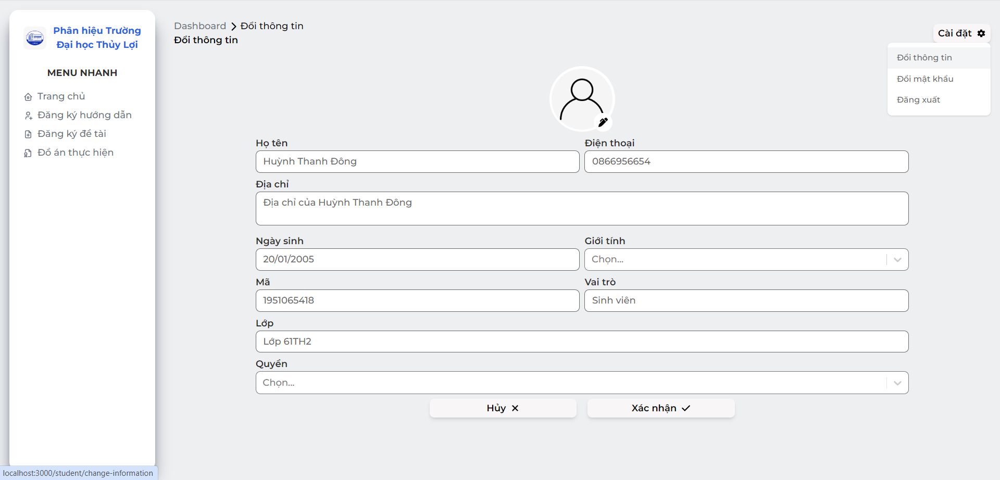 Phân hiệu Trường
Đại học Thủy Lợi
MENU NHANH
Trang chủ
Đăng ký hướng dẫn
Đăng ký đề tài
Đồ án thực hiện
Dashboard > Đổi thông tin
Đổi thông tin
Cài đặt
Đổi thông tin
Đổi mật khẩu
Đăng xuất
Họ tên
Huỳnh Thanh Đông
Điện thoại
0866956654
Địa chỉ
Địa chỉ của Huỳnh Thanh Đông
Ngày sinh
20/01/2005
Giới tính
Chọn...
Mã
1951065418
Vai trò
Sinh viên
Lớp
Lớp 61TH2
Quyền
Chọn...
Hủy
Xác nhận
localhost:3000/student/change-information